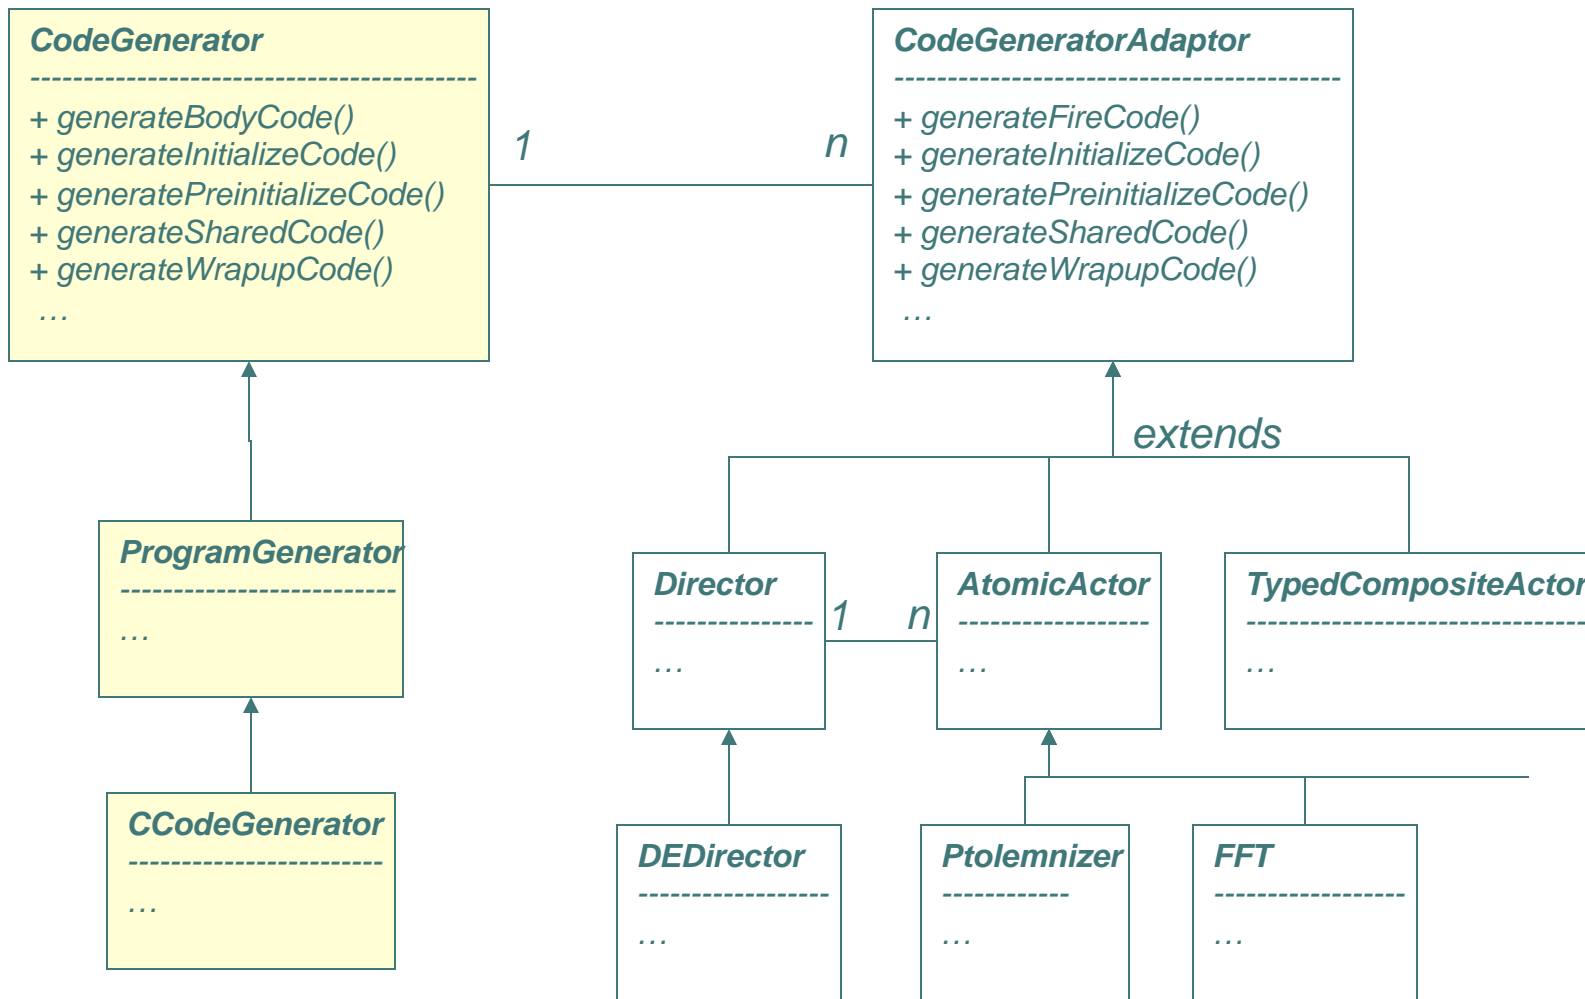 CodeGenerator
-----------------------------------------
+ generateBodyCode()
+ generateInitializeCode()
+ generatePreinitializeCode()
+ generateSharedCode()
+ generateWrapupCode()
…
1
n
CodeGeneratorAdaptor
-----------------------------------------
+ generateFireCode()
+ generateInitializeCode()
+ generatePreinitializeCode()
+ generateSharedCode()
+ generateWrapupCode()
…
extends
ProgramGenerator
--------------------------
…
Director
---------------
…
1
n
AtomicActor
------------------
…
TypedCompositeActor
--------------------------------
…
CCodeGenerator
------------------------
…
DEDirector
------------------
…
Ptolemnizer
------------
…
FFT
------------------
…